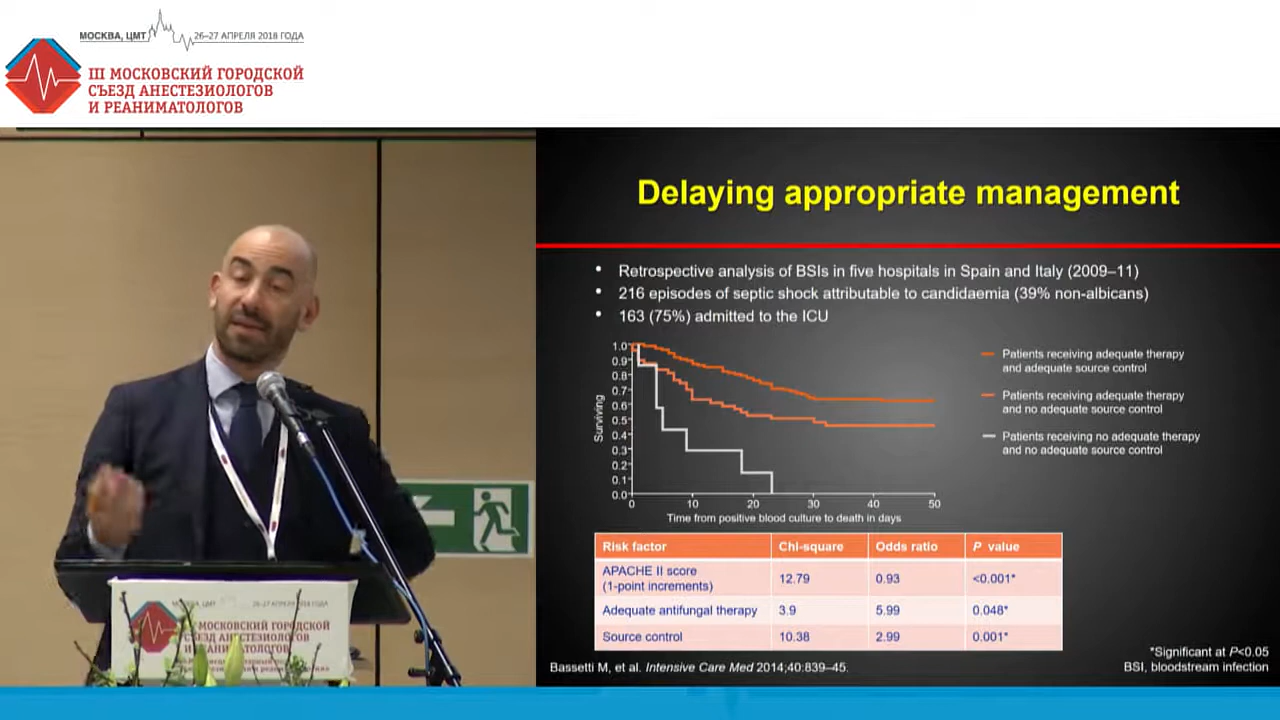 МОСКВА, ЦМТ
26–27 АПРЕЛЯ 2018 ГОДА
III МОСКОВСКИЙ ГОРОДСКОЙ
СЪЕЗД АНЕСТЕЗИОЛОГОВ
И РЕАНИМАТОЛОГОВ
Delaying appropriate management
• Retrospective analysis of BSIs in five hospitals in Spain and Italy (2009–11)
• 216 episodes of septic shock attributable to candidaemia (39% non-albicans)
• 163 (75%) admitted to the ICU
Surviving
1.0
0.9
0.8
0.7
0.6
0.5
0.4
0.3
0.2
0.1
0.0
0 10 20 30 40 50
Time from positive blood culture to death in days
Patients receiving adequate therapy
and adequate source control
Patients receiving adequate therapy
and no adequate source control
Patients receiving no adequate therapy
and no adequate source control
Risk factor Chi-square Odds ratio P value
APACHE II score
(1-point increments) 12.79 0.93 <0.001*
Adequate antifungal therapy 3.9 5.99 0.048*
Source control 10.38 2.99 0.001*
*Significant at P<0.05
Bassetti M, et al. Intensive Care Med 2014;40:839–45.
BSI, bloodstream infection
МОСКОВСКИЙ ГОРОДСКОЙ
СЪЕЗД АНЕСТЕЗИОЛОГОВ